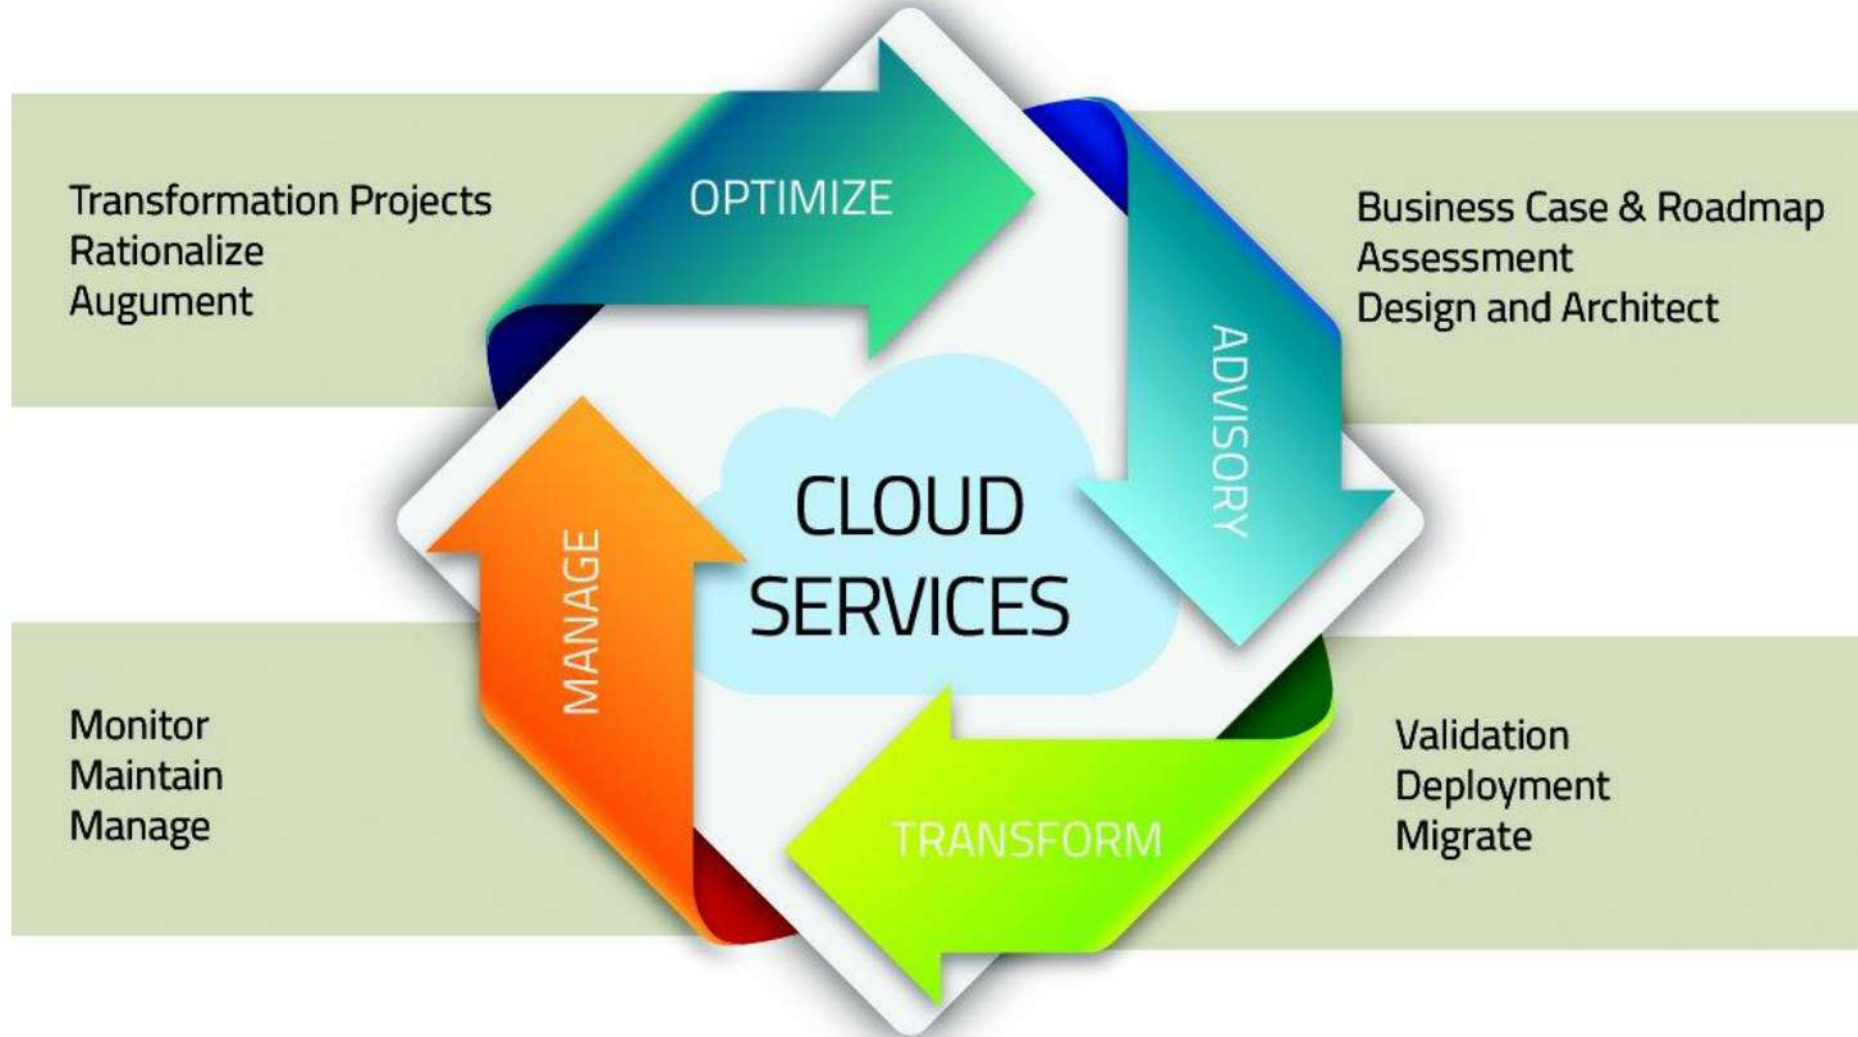 OPTIMIZE
Transformation Projects
Rationalize
Augument
ADVISORY
Business Case & Roadmap
Assessment
Design and Architect
CLOUD
SERVICES
MANAGE
Monitor
Maintain
Manage
TRANSFORM
Validation
Deployment
Migrate